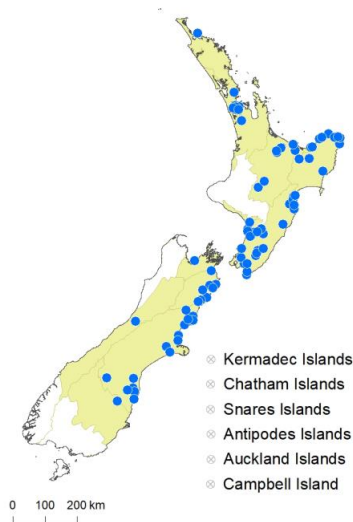 Kermadec Islands
Chatham Islands
Snares Islands
Antipodes Islands
Auckland Islands
Campbell Island
0 100 200 km